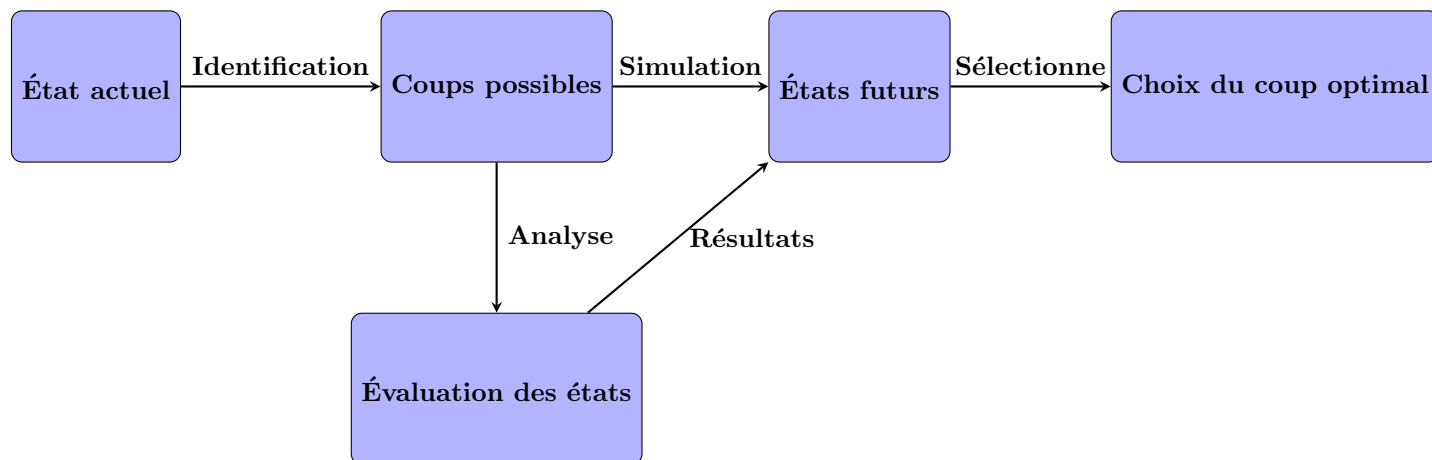 État actuel
Identification
Coups possibles
Simulation
États futurs
Sélectionne
Choix du coup optimal
Analyse
Résultats
Évaluation des états